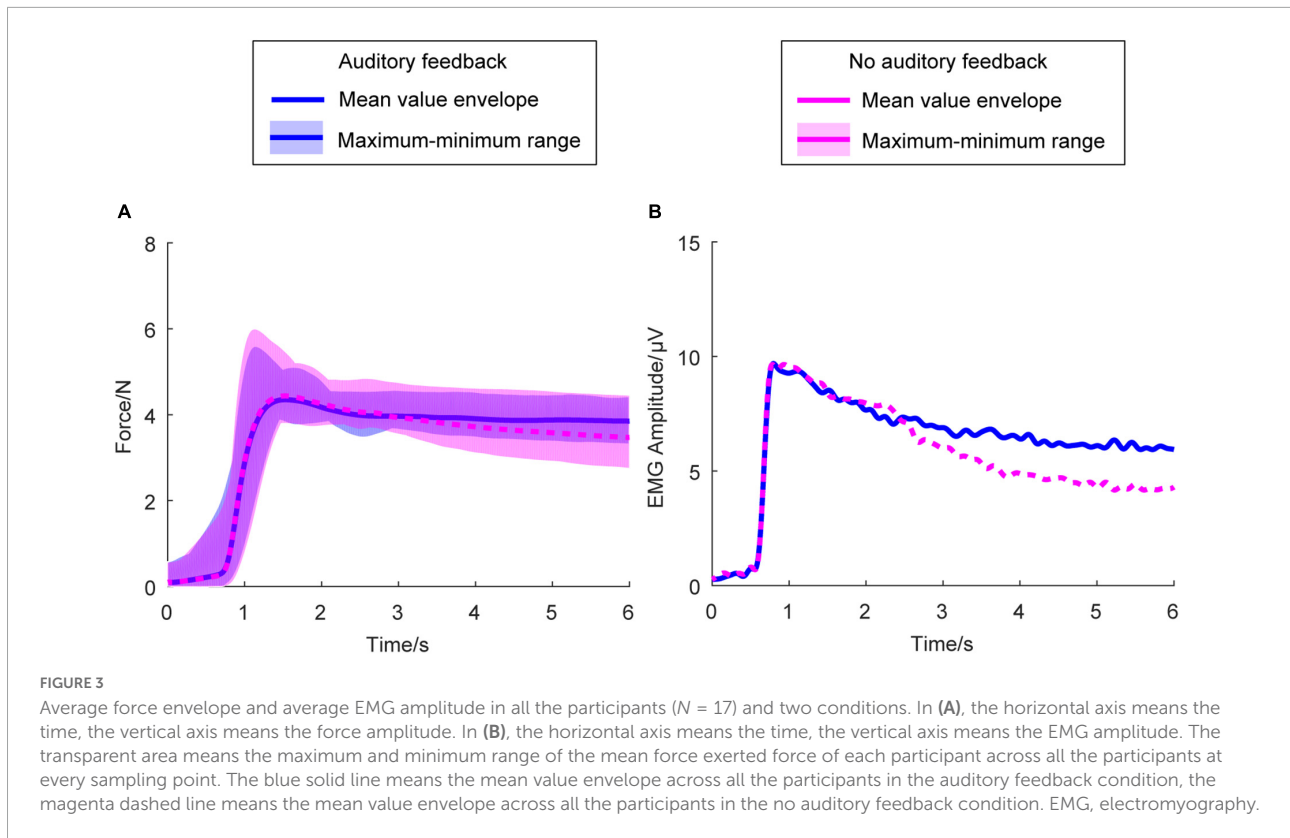 Auditory feedback
Mean value envelope
Maximum-minimum range
No auditory feedback
Mean value envelope
Maximum-minimum range
A
8
6
4
2
0
Force/N
0 1 2 3 4 5 6
Time/s
B
15
10
5
0
EMG Amplitude/μV
0 1 2 3 4 5 6
Time/s
FIGURE 3
Average force envelope and average EMG amplitude in all the participants (N = 17) and two conditions. In (A), the horizontal axis means the
time, the vertical axis means the force amplitude. In (B), the horizontal axis means the time, the vertical axis means the EMG amplitude. The
transparent area means the maximum and minimum range of the mean force exerted force of each participant across all the participants at
every sampling point. The blue solid line means the mean value envelope across all the participants in the auditory feedback condition, the
magenta dashed line means the mean value envelope across all the participants in the no auditory feedback condition. EMG, electromyography.